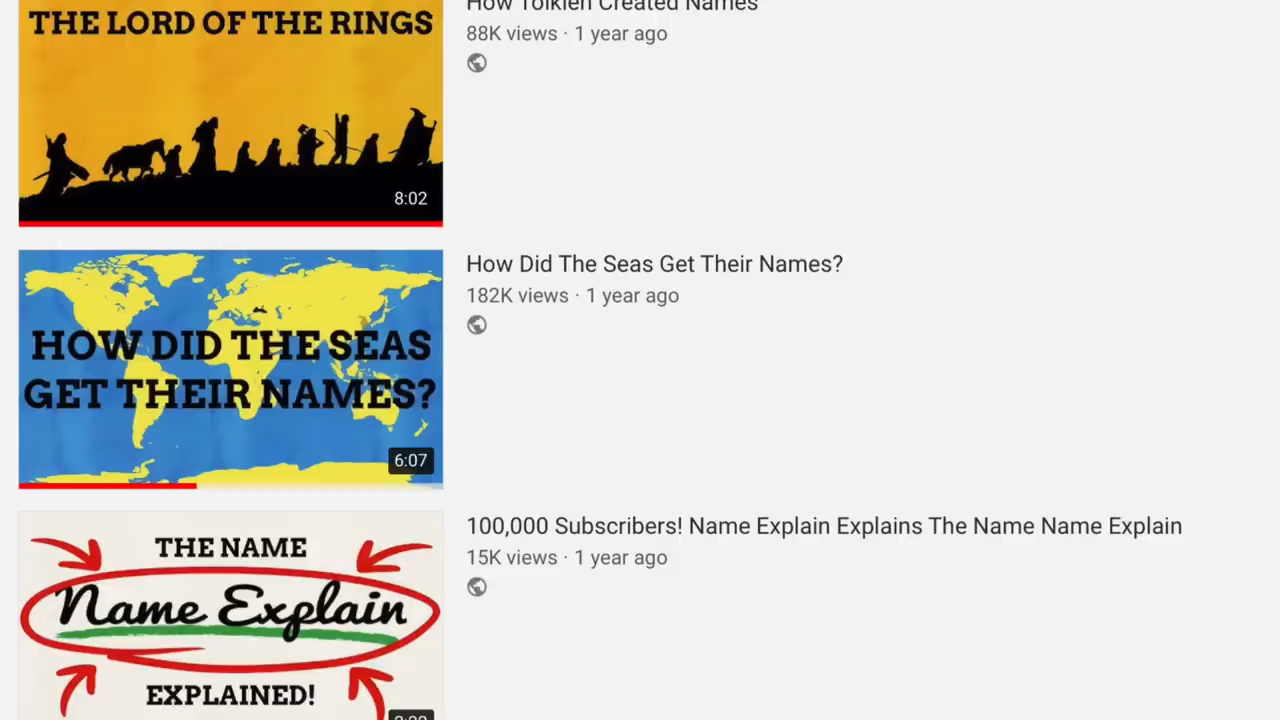 How Tolkien Created Names
THE LORD OF THE RINGS
88K views · 1 year ago
8:02
How Did The Seas Get Their Names?
182K views · 1 year ago
HOW DID THE SEAS
GET THEIR NAMES?
6:07
100,000 Subscribers! Name Explain Explains The Name Name Explain
15K views · 1 year ago
THE NAME
Name Explain
EXPLAINED!